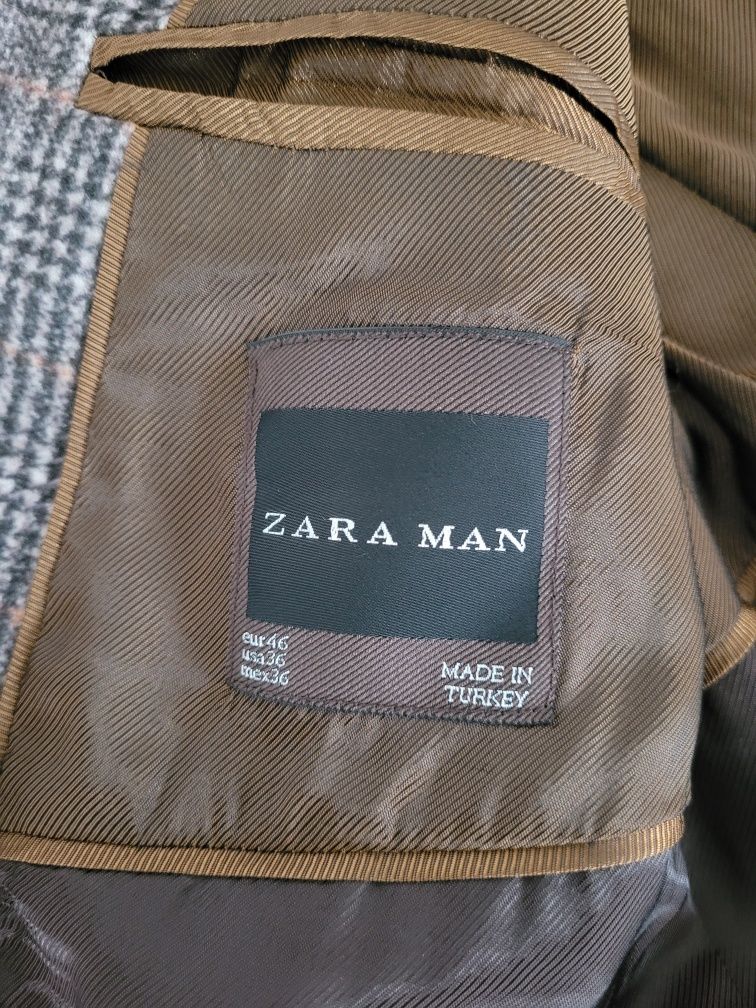 ZARA MAN
eur46
usa36
mex36
MADE IN
TURKEY